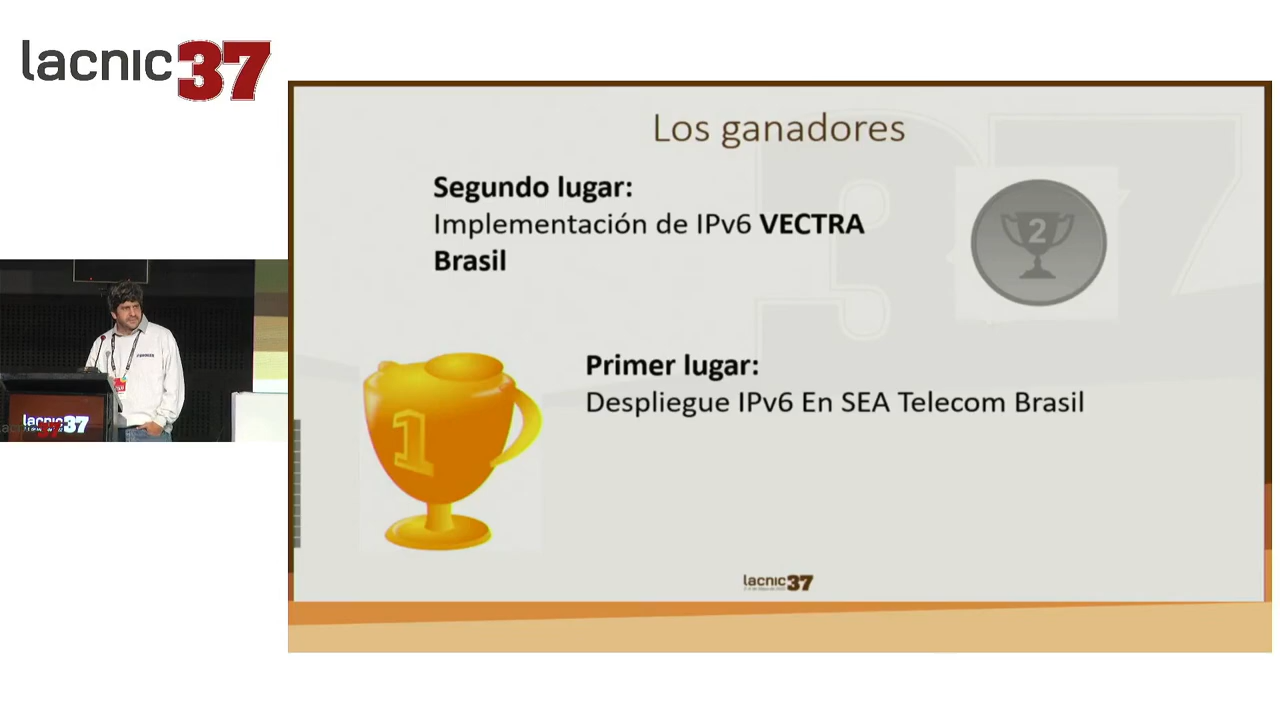 lacnic37
Los ganadores
Segundo lugar:
Implementación de IPv6 VECTRA
Brasil
2
Primer lugar:
Despliegue IPv6 En SEA Telecom Brasil
1
lacnic37
lacnic37